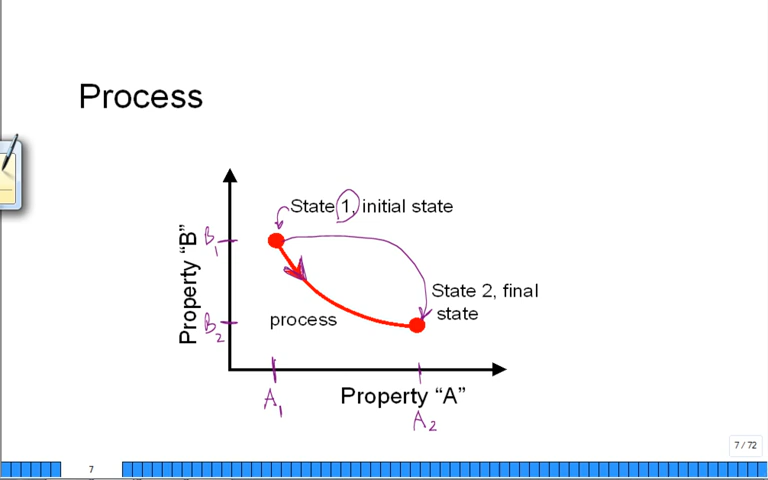 Process
State 1, initial state
B1
Property “B”
State 2, final
state
B2
process
A1
Property “A”
A2
7 / 72
7